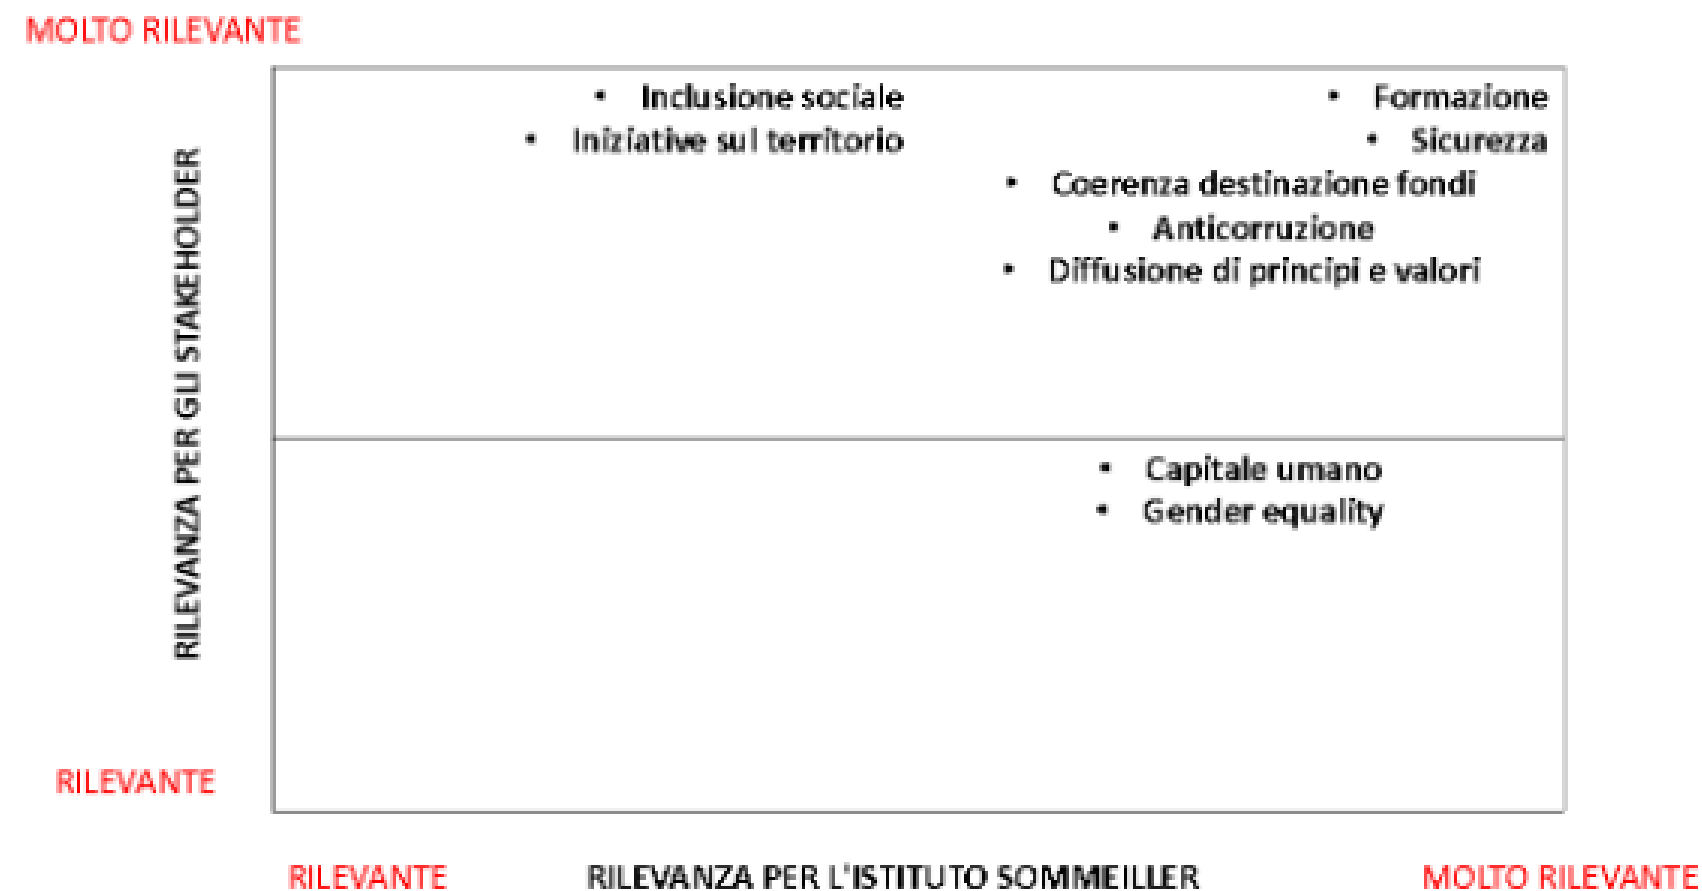 MOLTO RILEVANTE
RILEVANZA PER GLI STAKEHOLDER
• Inclusione sociale
• Iniziative sul territorio
• Formazione
• Sicurezza
• Coerenza destinazione fondi
• Anticorruzione
• Diffusione di principi e valori
• Capitale umano
• Gender equality
RILEVANTE
RILEVANTE
RILEVANZA PER L'ISTITUTO SOMMEILLER
MOLTO RILEVANTE